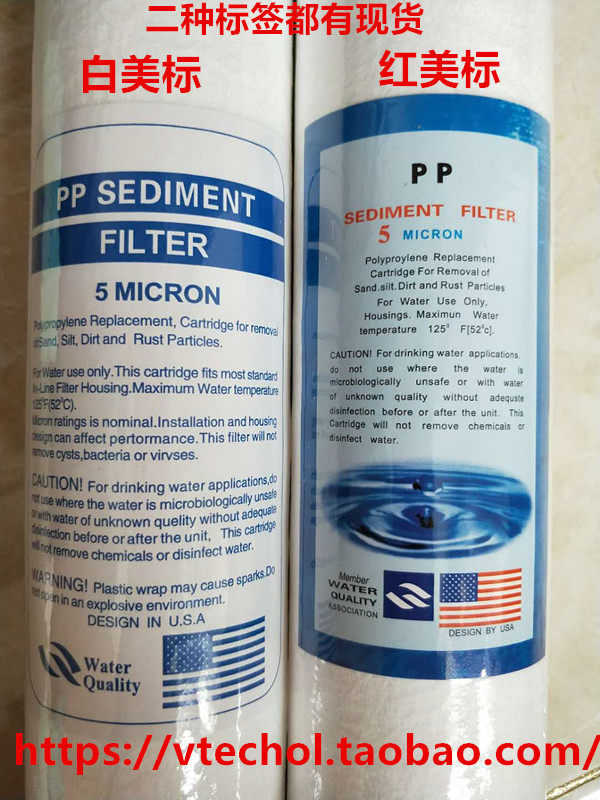 二种标签都有现货
白美标
红美标
PP SEDIMENT
FILTER
5 MICRON
Polypropylene Replacement, Cartridge for removal
of Sand, Silt, Dirt and Rust Particles.
For Water use only.This cartridge fits most standard
In-Line Filter Housing.Maximum Water temperature
125°F(52°C).
Micron ratings is nominal.Installation and housing
design can affect pertormance.This filter will not
remove cysts,bacteria or virvses.
CAUTION! For drinking water applications,do
not use where the water is microbiologically unsafe
or with water of unknown quelity without adequate
disinfection before or after the unit, This cartridge
will not remove chemicals or disinfect water.
WARNING! Plastic wrap may cause sparks.Do
not open in an explosive environment.
DESIGN IN U.S.A
Water
Quality
PP
SEDIMENT FILTER
5 MICRON
Polyproylene Replacement
Cartridge For Removal of
Sand.silt.Dirt and Rust Particles
For Water Use Only,
Housings. Maximun Water
temperature 125° F[52°c].
CAUTION! For drinking water applications.
do not use where the water is
microbiologically unsafe or with water
of unknown quality without adequste
disinfection before or after the unit. This
Cartridge will not remove chemicals or
disinfect water.
Member
WATER
QUALITY
ASSOCIATION
DESIGN BY USA
https://vtechol.taobao.com/